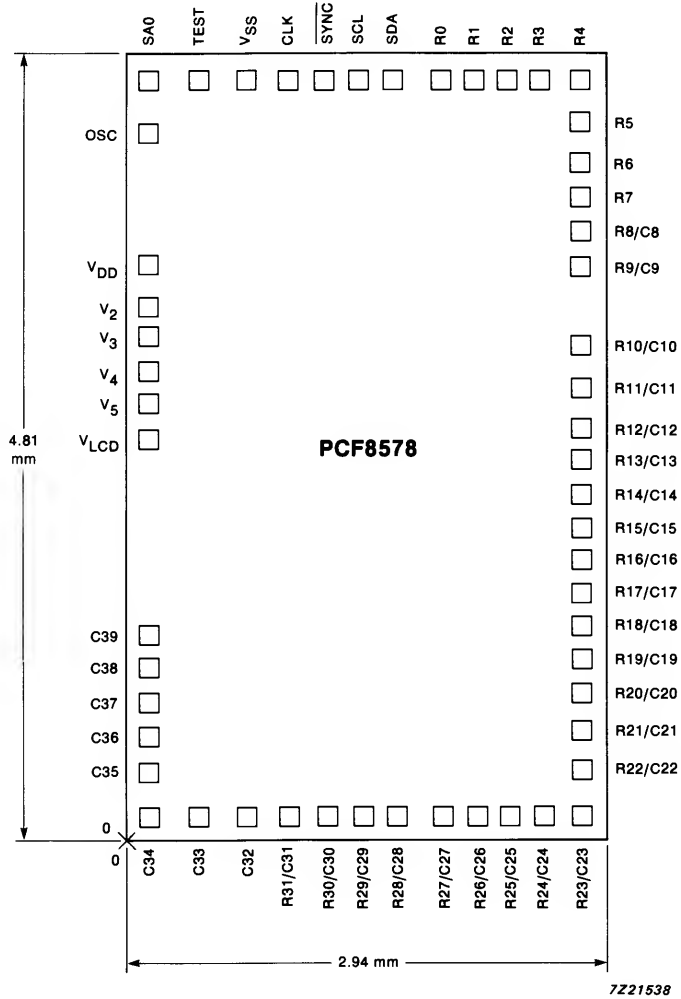 SA0
TEST
VSS
CLK
SYNC
SCL
SDA
R0
R1
R2
R3
R4
OSC
VDD
V2
V3
V4
V5
VLCD
4.81
mm
C39
C38
C37
C36
C35
0
0
PCF8578
R5
R6
R7
R8/C8
R9/C9
R10/C10
R11/C11
R12/C12
R13/C13
R14/C14
R15/C15
R16/C16
R17/C17
R18/C18
R19/C19
R20/C20
R21/C21
R22/C22
C34
C33
C32
R31/C31
R30/C30
R29/C29
R28/C28
R27/C27
R26/C26
R25/C25
R24/C24
R23/C23
2.94 mm
7Z21538